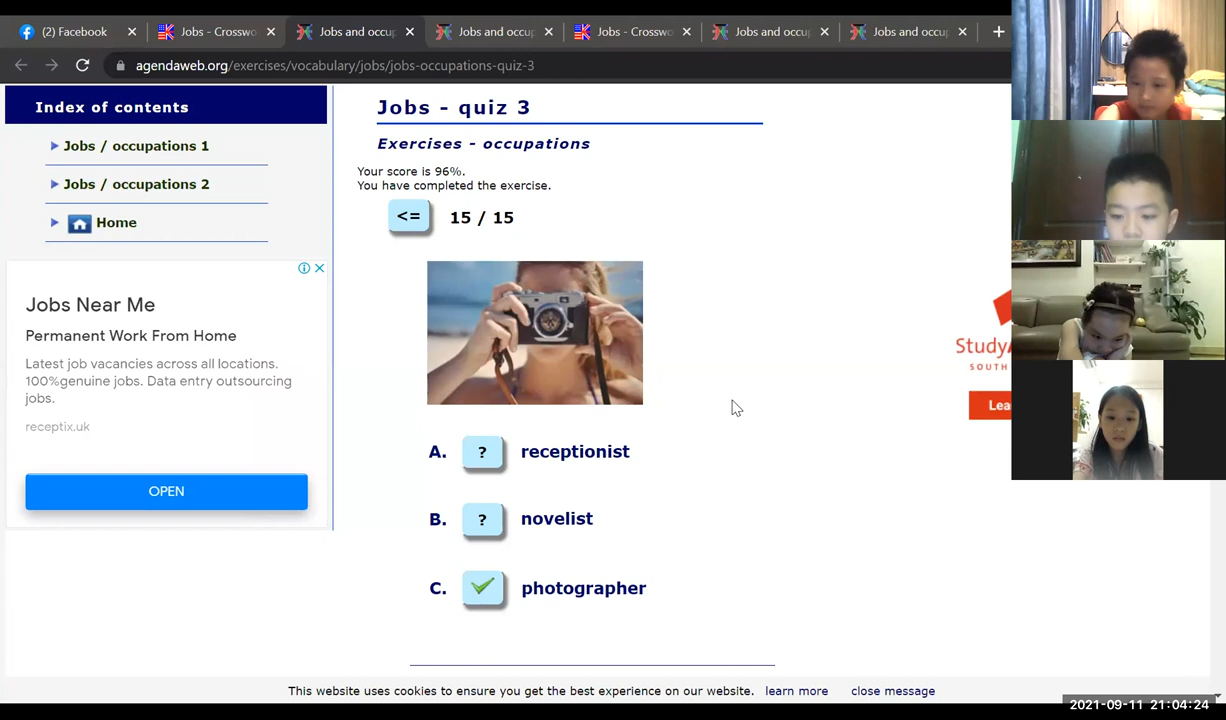 (2) Facebook
Jobs - Crosswo
Jobs and occup
Jobs and occup
Jobs - Crosswo
Jobs and occup
Jobs and occup
agendaweb.org/exercises/vocabulary/jobs/jobs-occupations-quiz-3
Index of contents
Jobs / occupations 1
Jobs / occupations 2
Home
Jobs Near Me
Permanent Work From Home
Latest job vacancies across all locations.
100%genuine jobs. Data entry outsourcing
jobs.
receptix.uk
OPEN
Jobs - quiz 3
Exercises - occupations
Your score is 96%.
You have completed the exercise.
<= 15 / 15
A. ? receptionist
B. ? novelist
C. photographer
StudyA
SOUTH
Lea
This website uses cookies to ensure you get the best experience on our website. learn more close message
2021-09-11 21:04:24